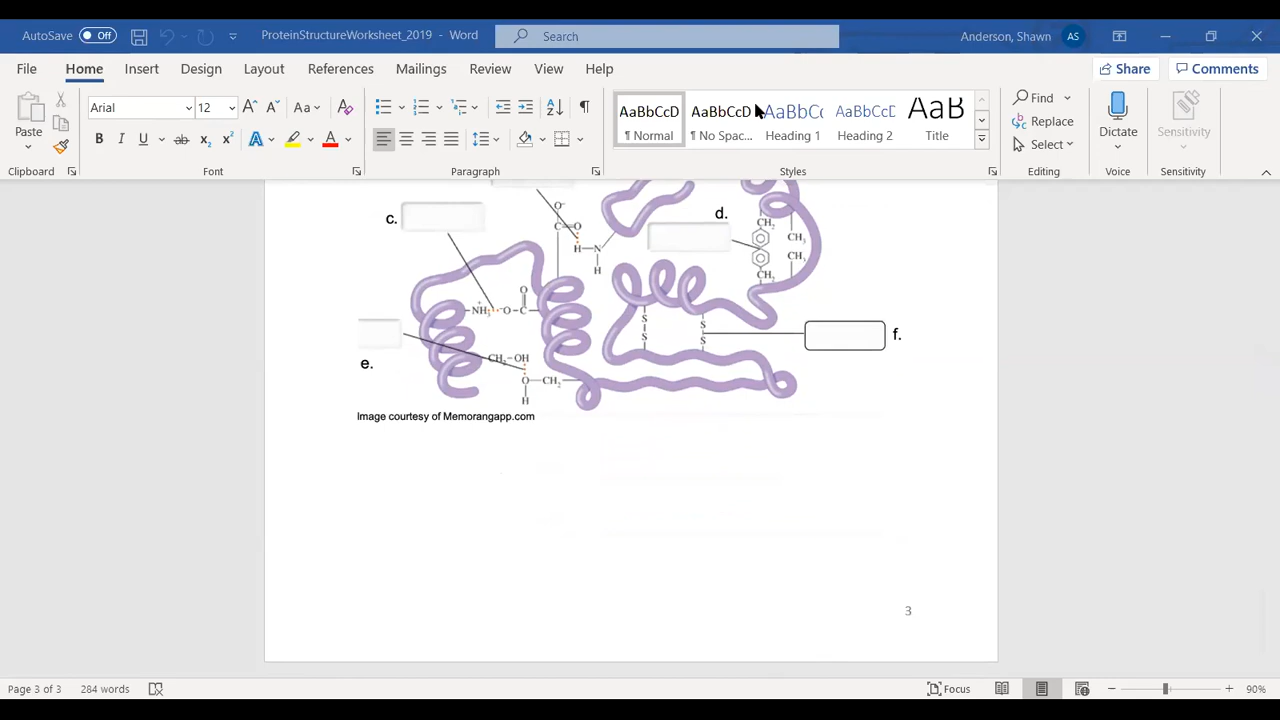 AutoSave Off ProteinStructureWorksheet_2019 - Word Search Anderson, Shawn AS
File Home Insert Design Layout References Mailings Review View Help Share Comments
Paste Arial 12 Aa AaBbCcD AaBbCcD AaBbCc AaBbCcD AaB Find Replace Select Dictate Sensitivity
¶ Normal ¶ No Spac... Heading 1 Heading 2 Title
Clipboard Font Paragraph Styles Editing Voice Sensitivity
c.
d.
O⁻
C=O
H N
H
CH₂
CH₃
CH₃
CH₂
O
NH₃⁺ ⁻O C
S
S
S
S
f.
e.
CH₂-OH
O-CH₂
H
Image courtesy of Memorangapp.com
3
Page 3 of 3 284 words Focus 90%